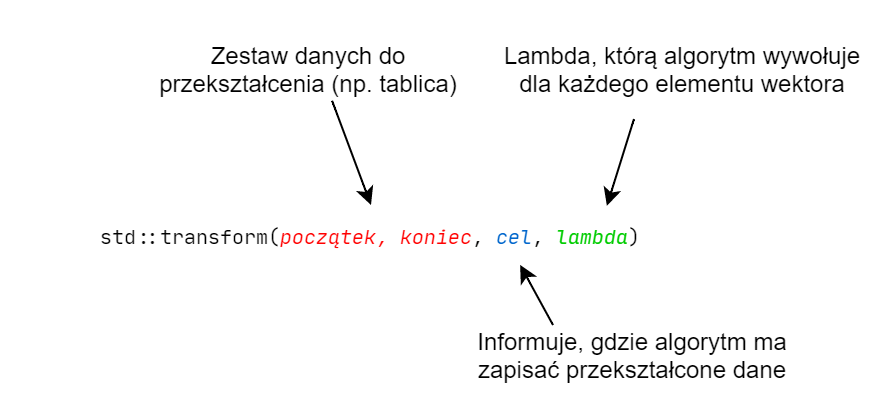 Zestaw danych do
przekształcenia (np. tablica)
Lambda, którą algorytm wywołuje
dla każdego elementu wektora
std::transform(początek, koniec, cel, lambda)
Informuje, gdzie algorytm ma
zapisać przekształcone dane